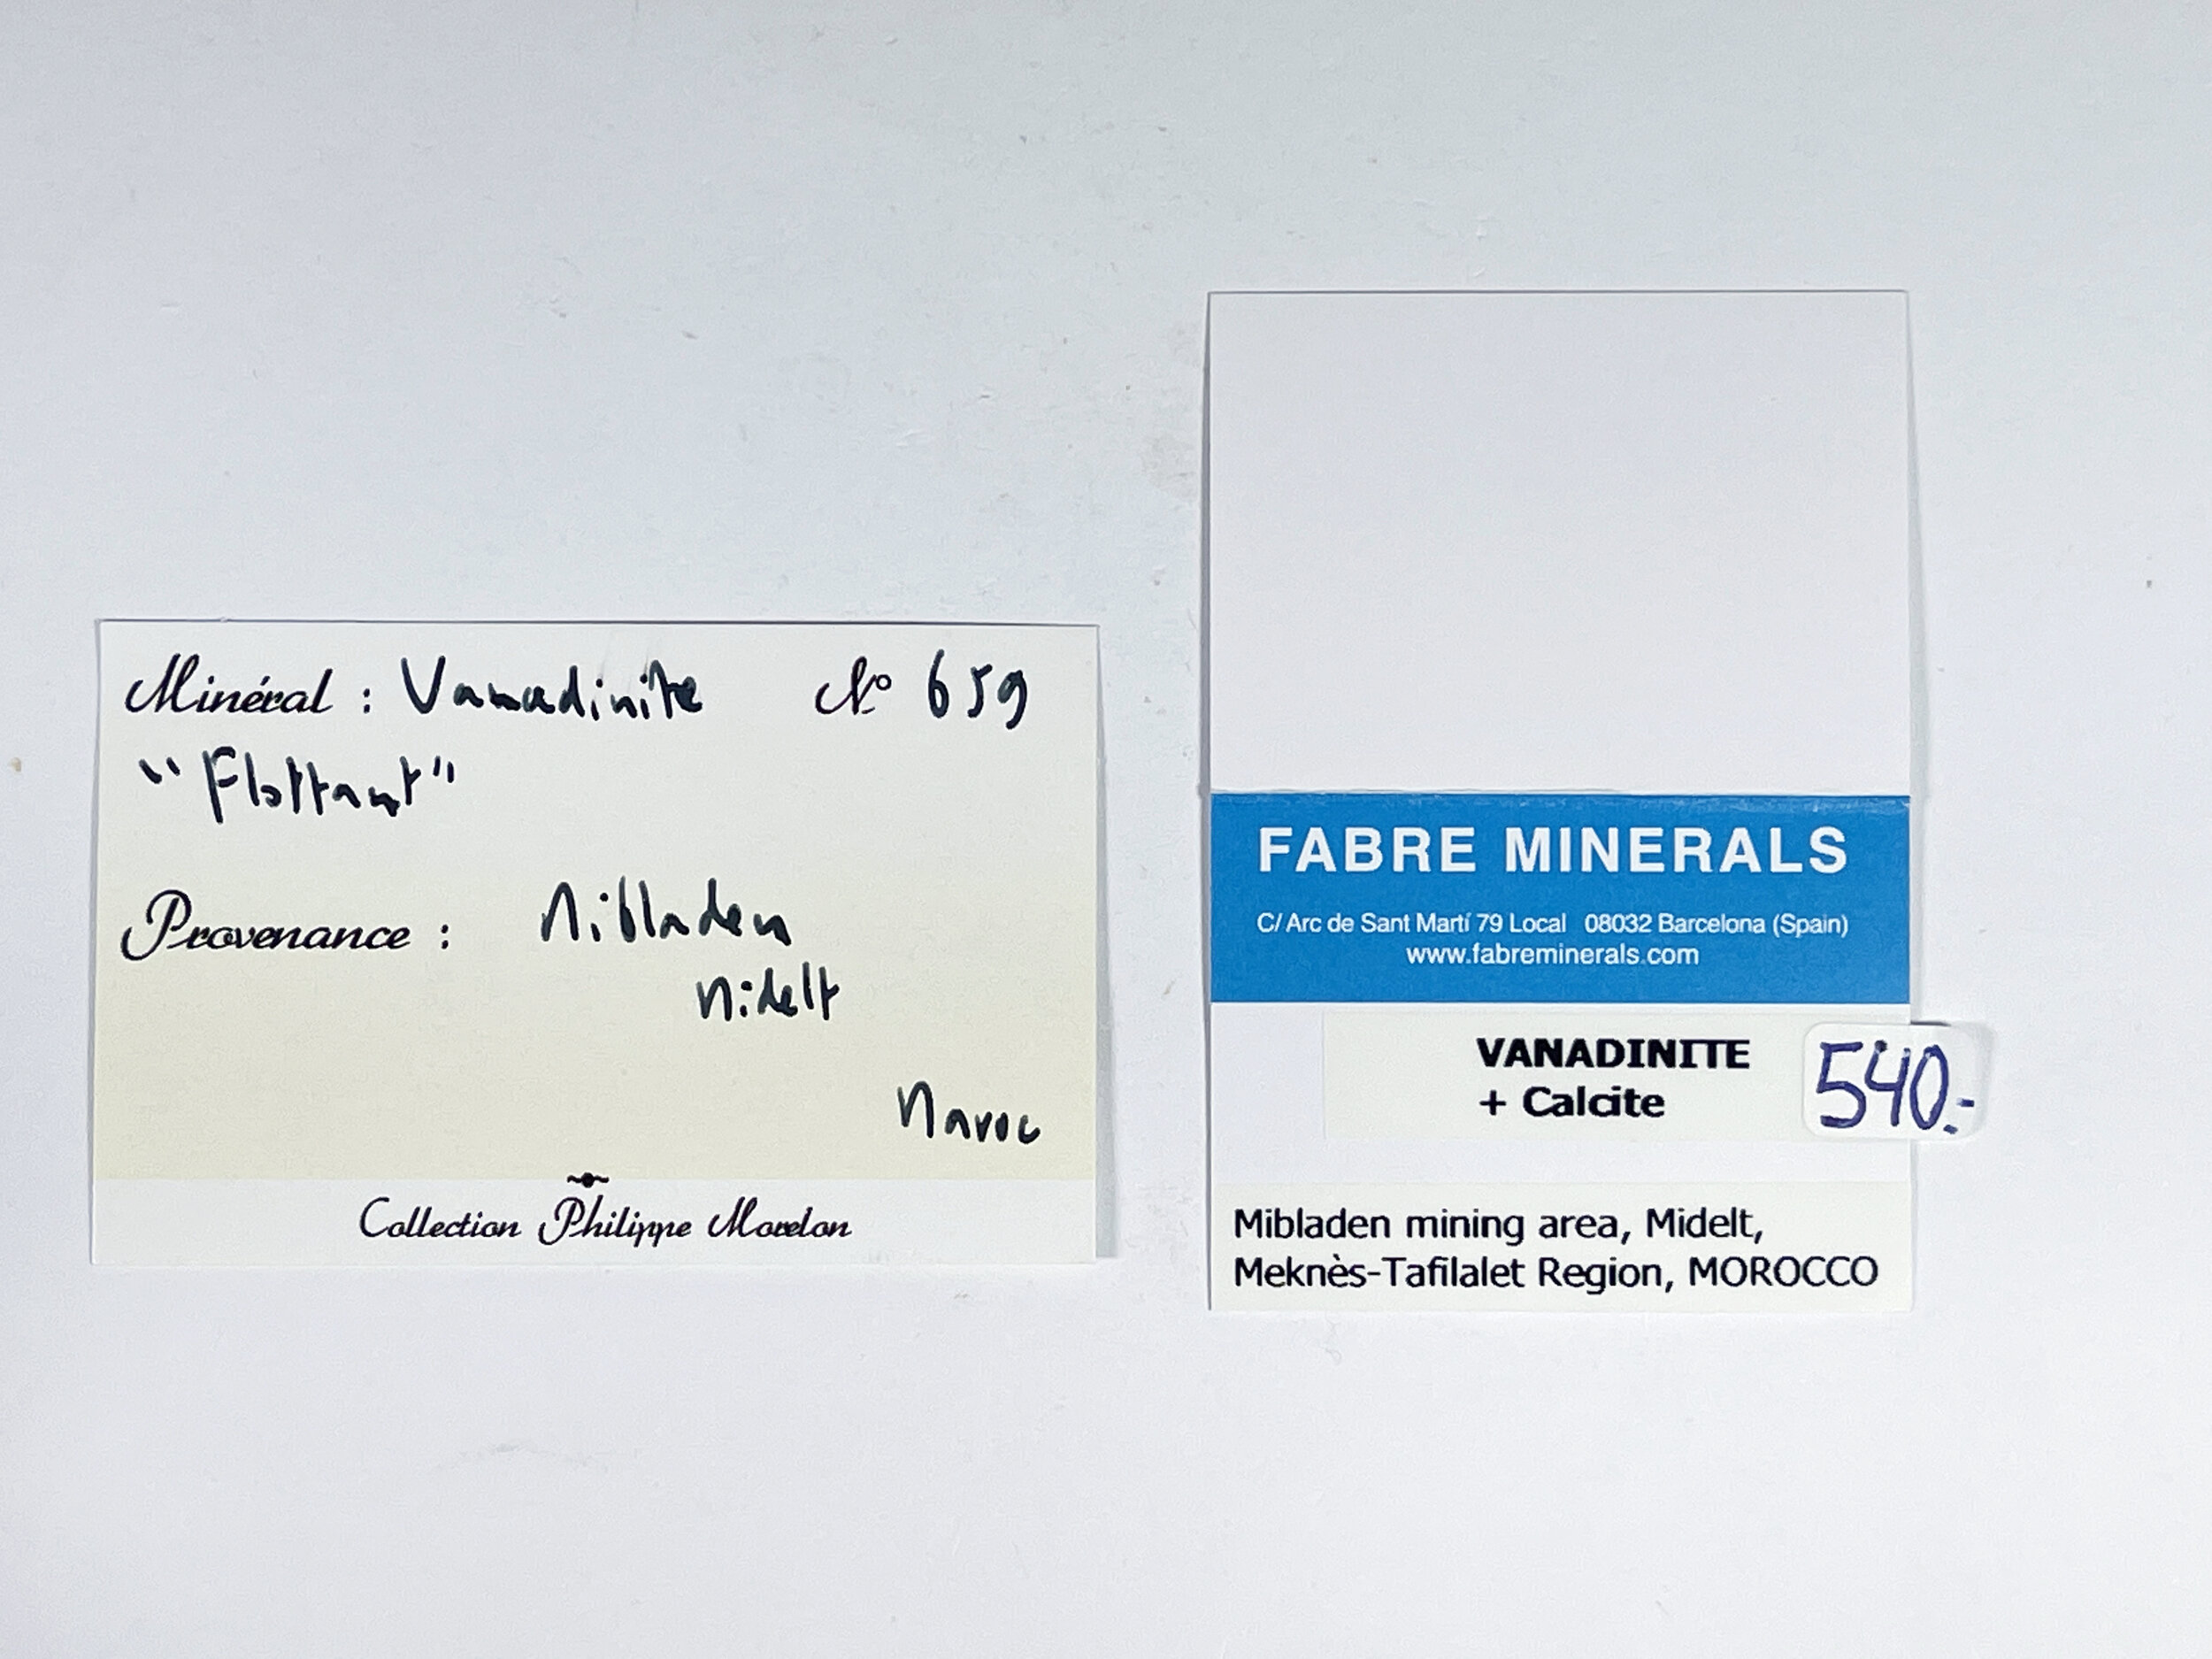 Minéral : Vanadinite N° 659
"Flottant"
Provenance : Mibladen
Midelt
Maroc
Collection Philippe Morelon
FABRE MINERALS
C/ Arc de Sant Martí 79 Local 08032 Barcelona (Spain)
www.fabreminerals.com
VANADINITE
+ Calcite
540.-
Mibladen mining area, Midelt,
Meknès-Tafilalet Region, MOROCCO